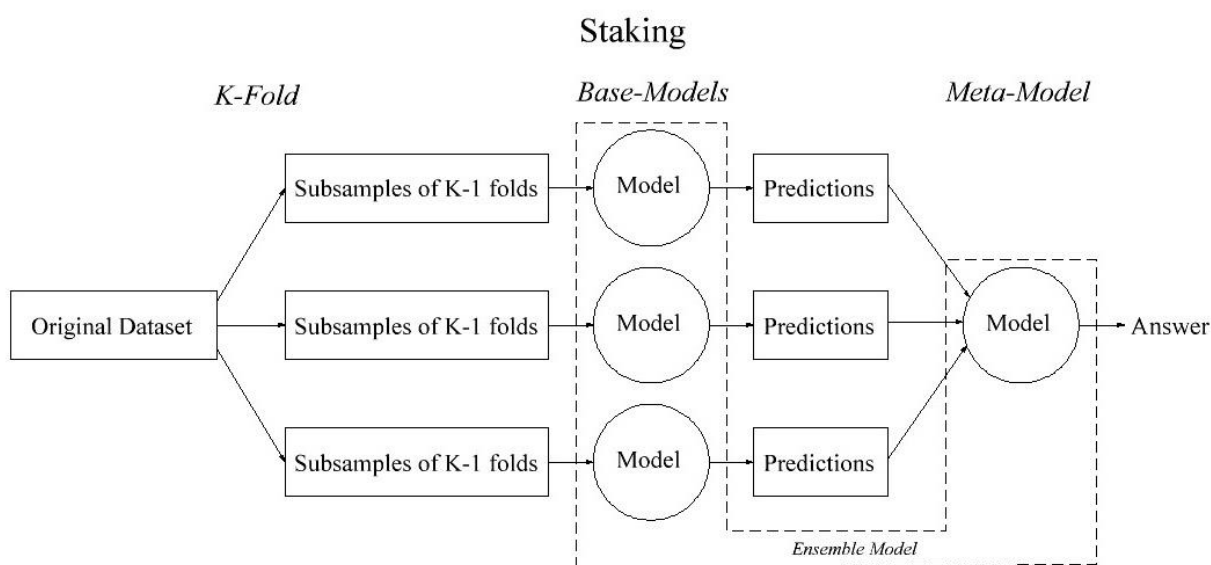 Staking
K-Fold
Base-Models
Meta-Model
Subsamples of K-1 folds
Model
Predictions
Original Dataset
Subsamples of K-1 folds
Model
Predictions
Model
Answer
Subsamples of K-1 folds
Model
Predictions
Ensemble Model